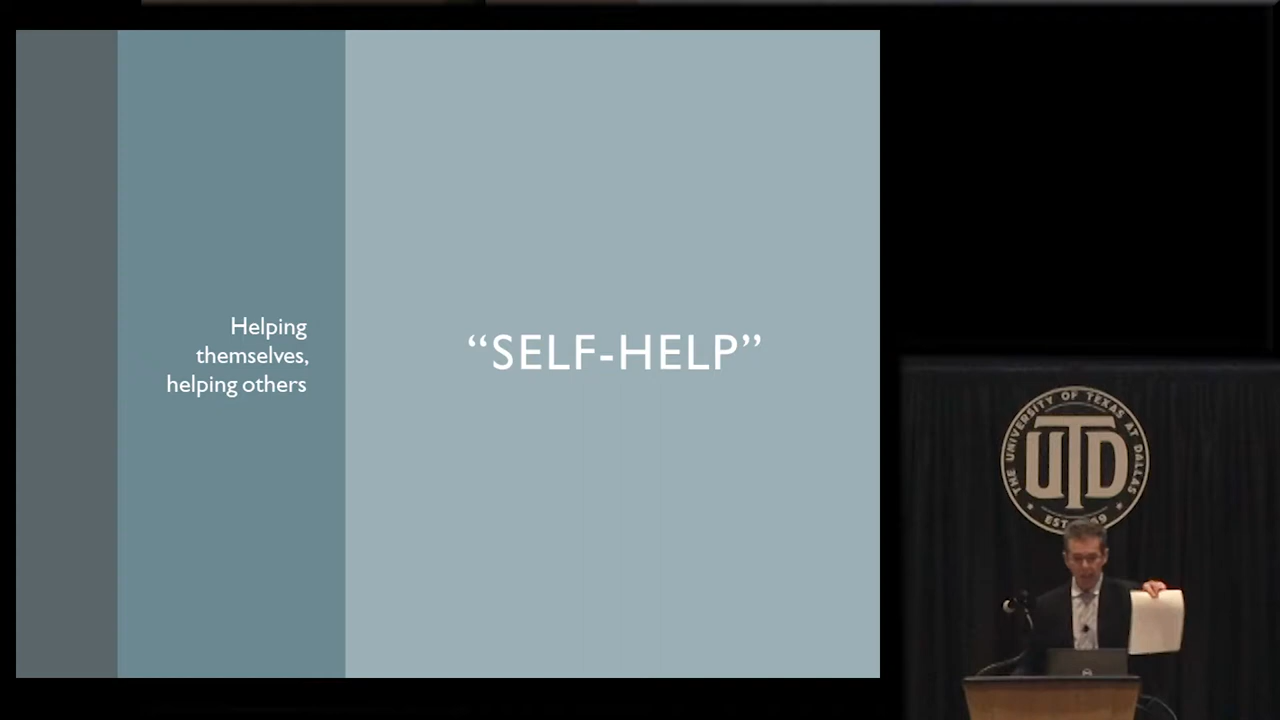 Helping
themselves,
helping others
“SELF-HELP”
THE UNIVERSITY OF TEXAS AT DALLAS
UTD